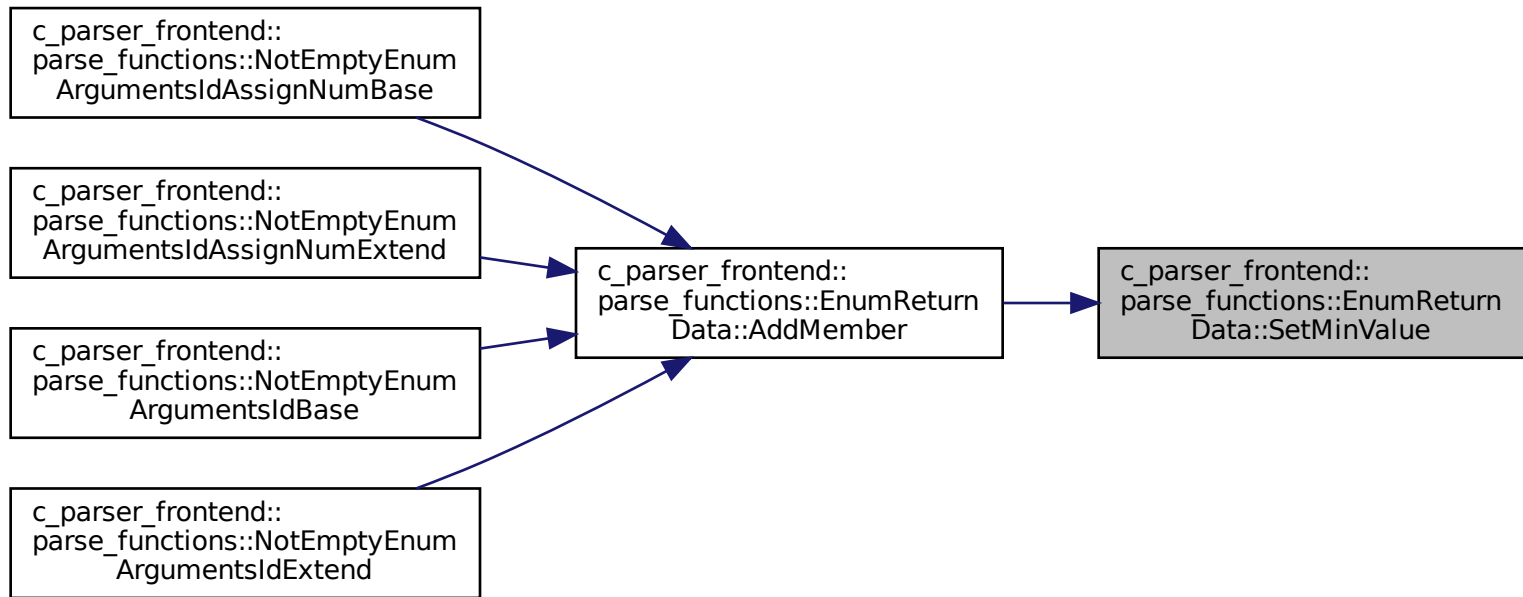 c_parser_frontend::
parse_functions::NotEmptyEnum
ArgumentsIdAssignNumBase
c_parser_frontend::
parse_functions::NotEmptyEnum
ArgumentsIdAssignNumExtend
c_parser_frontend::
parse_functions::NotEmptyEnum
ArgumentsIdBase
c_parser_frontend::
parse_functions::NotEmptyEnum
ArgumentsIdExtend
c_parser_frontend::
parse_functions::EnumReturn
Data::AddMember
c_parser_frontend::
parse_functions::EnumReturn
Data::SetMinValue